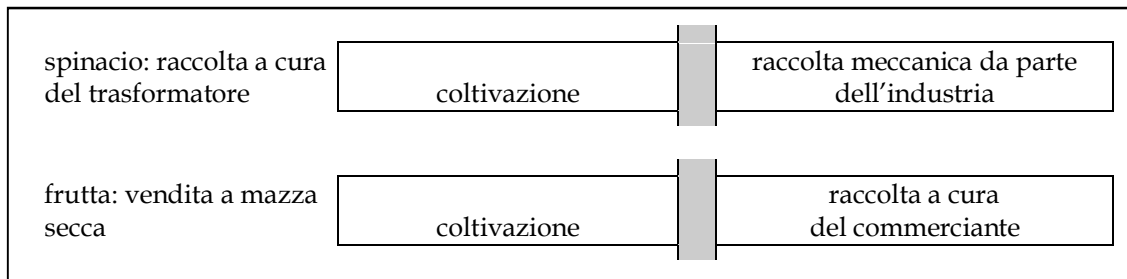 spinacio: raccolta a cura
del trasformatore
coltivazione
raccolta meccanica da parte
dell’industria
frutta: vendita a mazza
secca
coltivazione
raccolta a cura
del commerciante